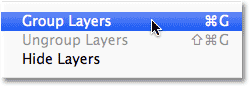 Group Layers ⌘G
Ungroup Layers ⇧⌘G
Hide Layers